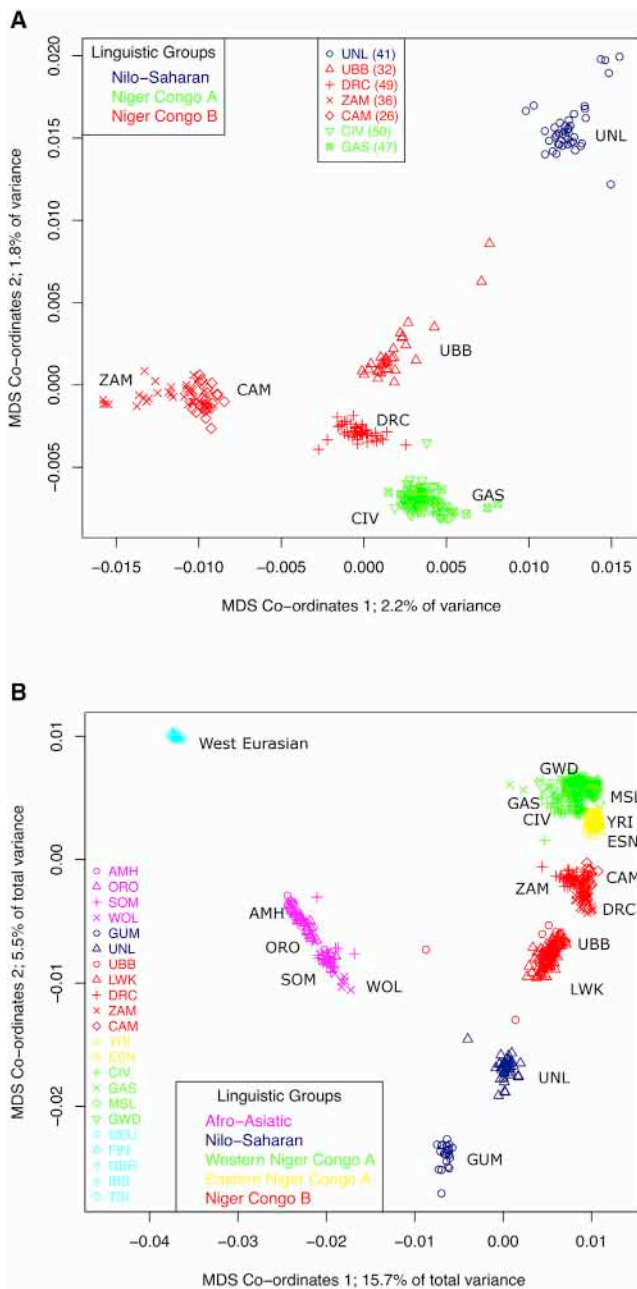 A
MDS Co-ordinates 2; 1.8% of variance
0.020
0.015
0.010
0.005
0.000
−0.005
Linguistic Groups
Nilo−Saharan
Niger Congo A
Niger Congo B
UNL (41)
UBB (32)
DRC (49)
ZAM (36)
CAM (26)
CIV (50)
GAS (47)
UNL
UBB
ZAM
CAM
DRC
GAS
CIV
−0.015
−0.010
−0.005
0.000
0.005
0.010
0.015
MDS Co-ordinates 1; 2.2% of variance
B
MDS Co-ordinates 2; 5.5% of total variance
0.01
0.00
−0.01
−0.02
West Eurasian
GWD
MSL
GAS
CIV
YRI
ESN
CAM
ZAM
DRC
UBB
LWK
AMH
ORO
SOM
WOL
UNL
GUM
AMH
ORO
SOM
WOL
GUM
UNL
UBB
LWK
DRC
ZAM
CAM
YRI
ESN
CIV
GAS
MSL
GWD
FIN
GBR
IBS
TSI
Linguistic Groups
Afro−Asiatic
Nilo−Saharan
Western Niger Congo A
Eastern Niger Congo A
Niger Congo B
−0.04
−0.03
−0.02
−0.01
0.00
0.01
MDS Co-ordinates 1; 15.7% of total variance